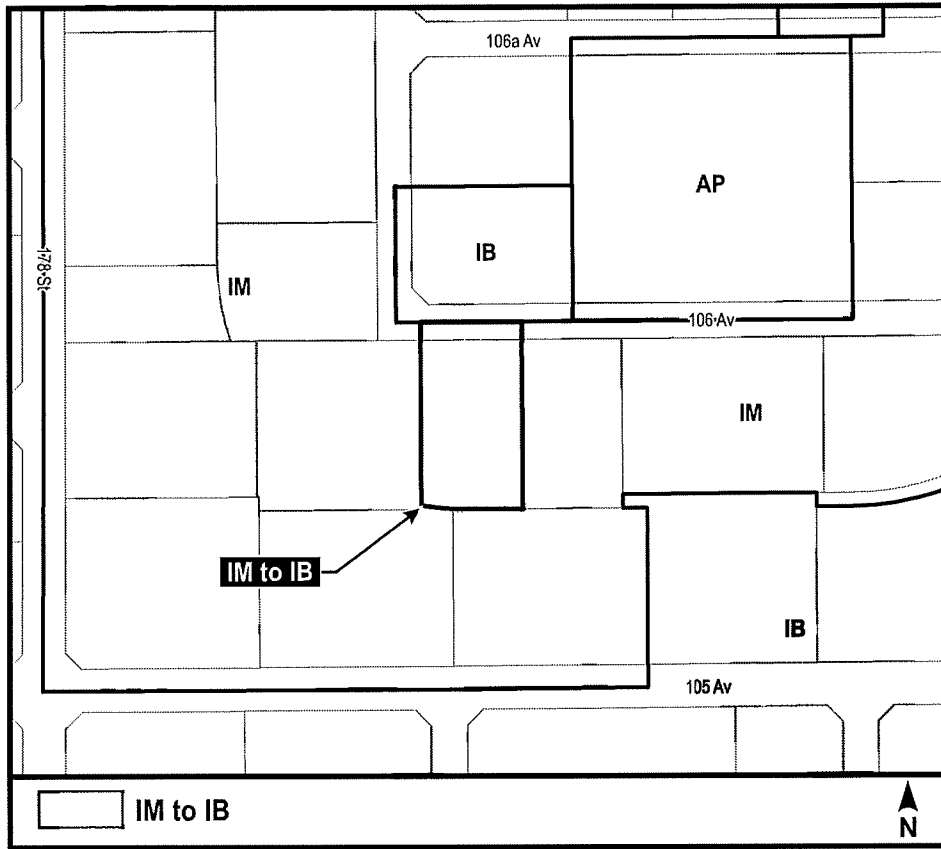 106a Av
AP
IB
178 St
IM
106 Av
IM
IM to IB
IB
105 Av
IM to IB
N